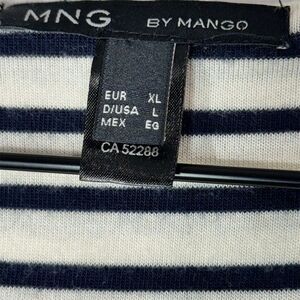 MNG BY MANGO
EUR XL
D/USA L
MEX EG
CA 52288